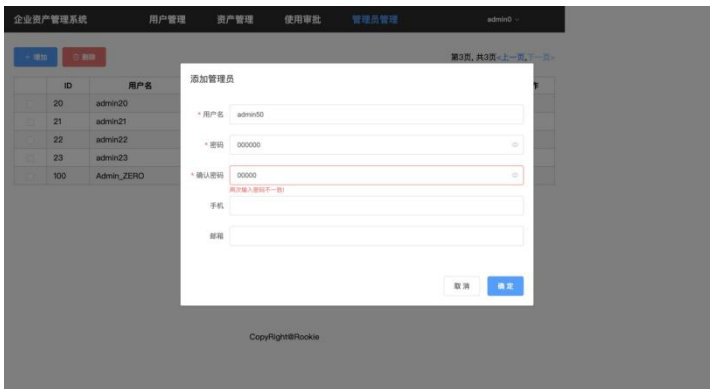 企业资产管理系统 用户管理 资产管理 使用审批 管理员管理 admin0
+ 增加 删除 第3页, 共3页<上一页,下一页>
ID 用户名 作
20 admin20
21 admin21
22 admin22
23 admin23
100 Admin_ZERO
添加管理员
* 用户名 admin50
* 密码 000000
* 确认密码 00000
两次输入密码不一致!
手机
邮箱
取 消 确 定
CopyRight@Rookie